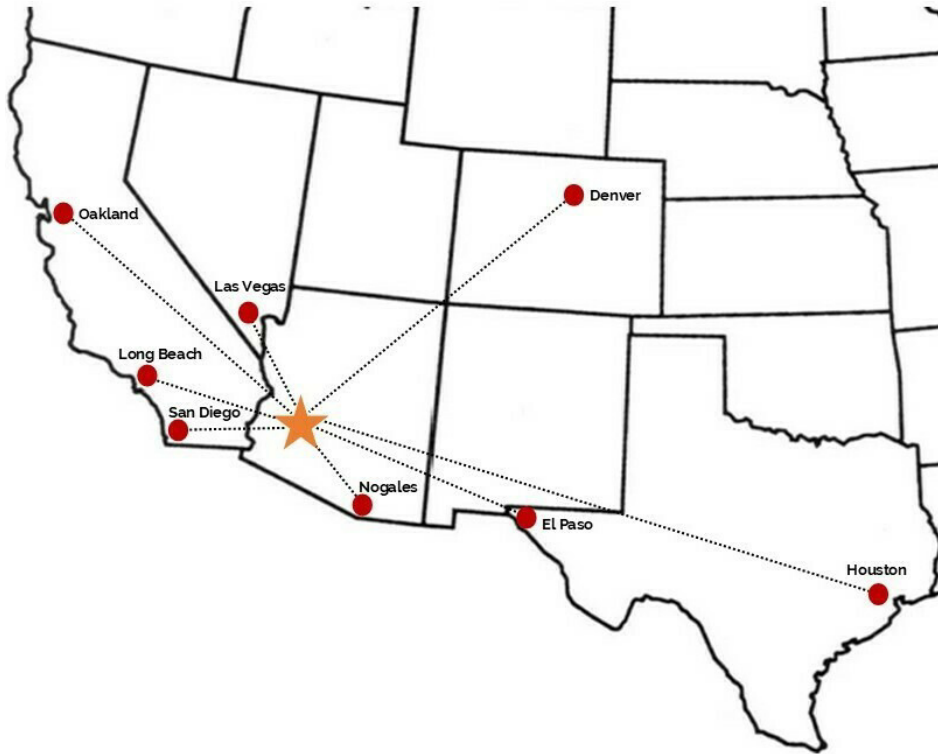 Denver
Oakland
Las Vegas
Long Beach
San Diego
Nogales
El Paso
Houston